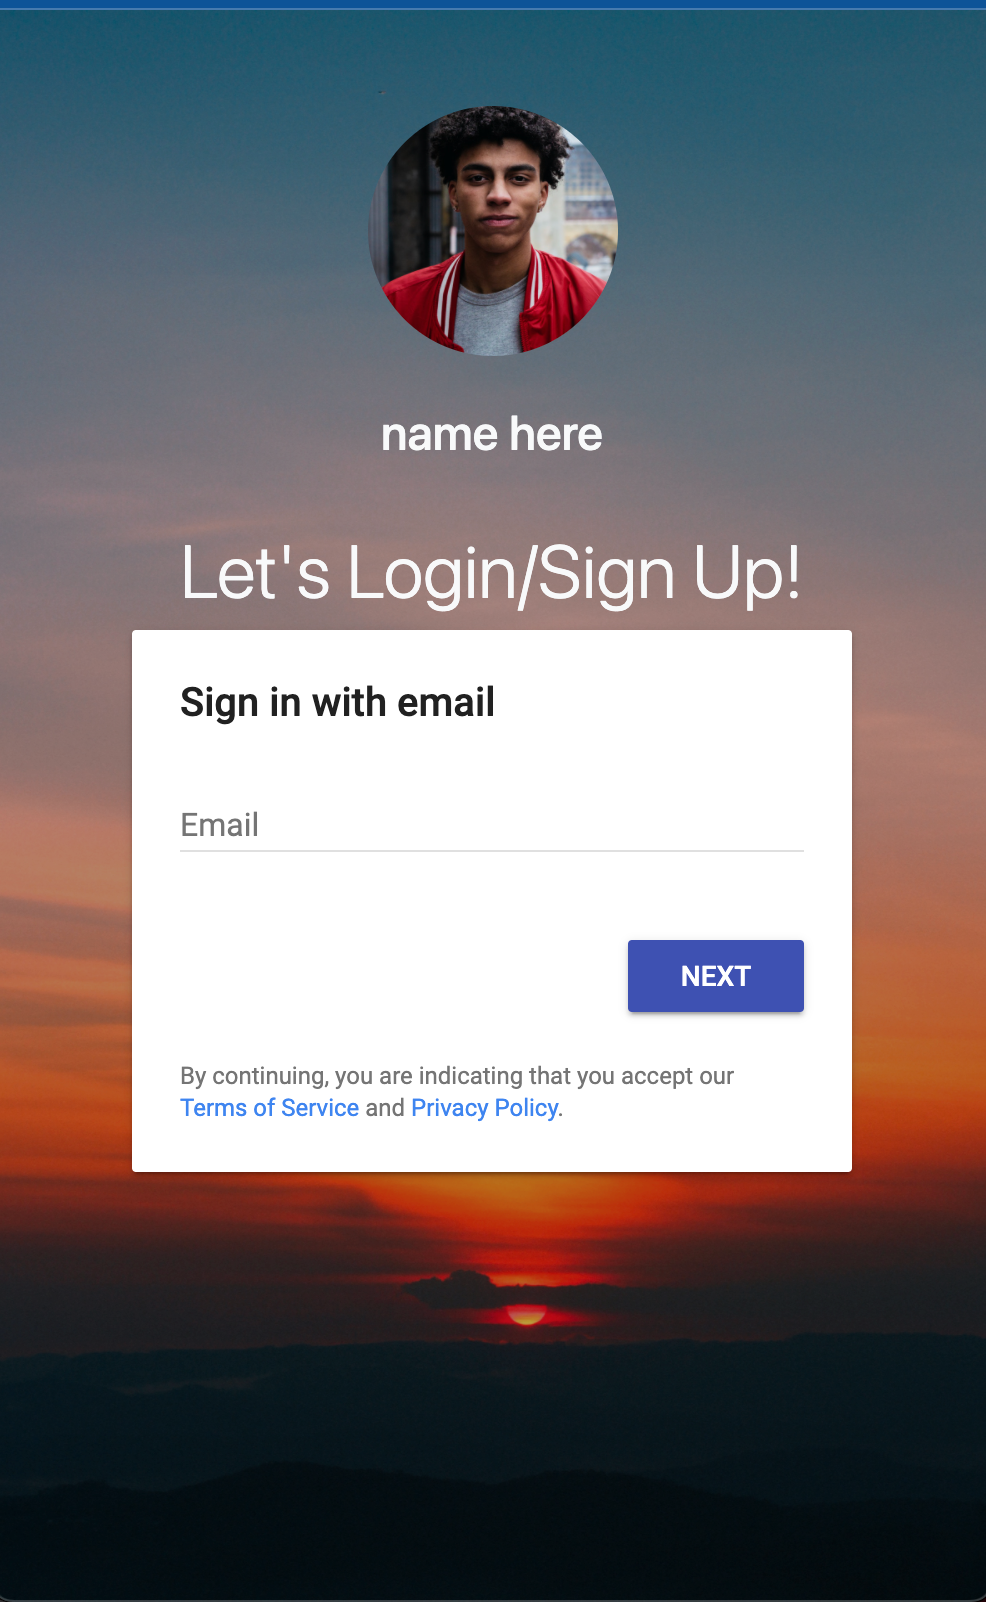 name here
Let's Login/Sign Up!
Sign in with email
Email
NEXT
By continuing, you are indicating that you accept our
Terms of Service and Privacy Policy.